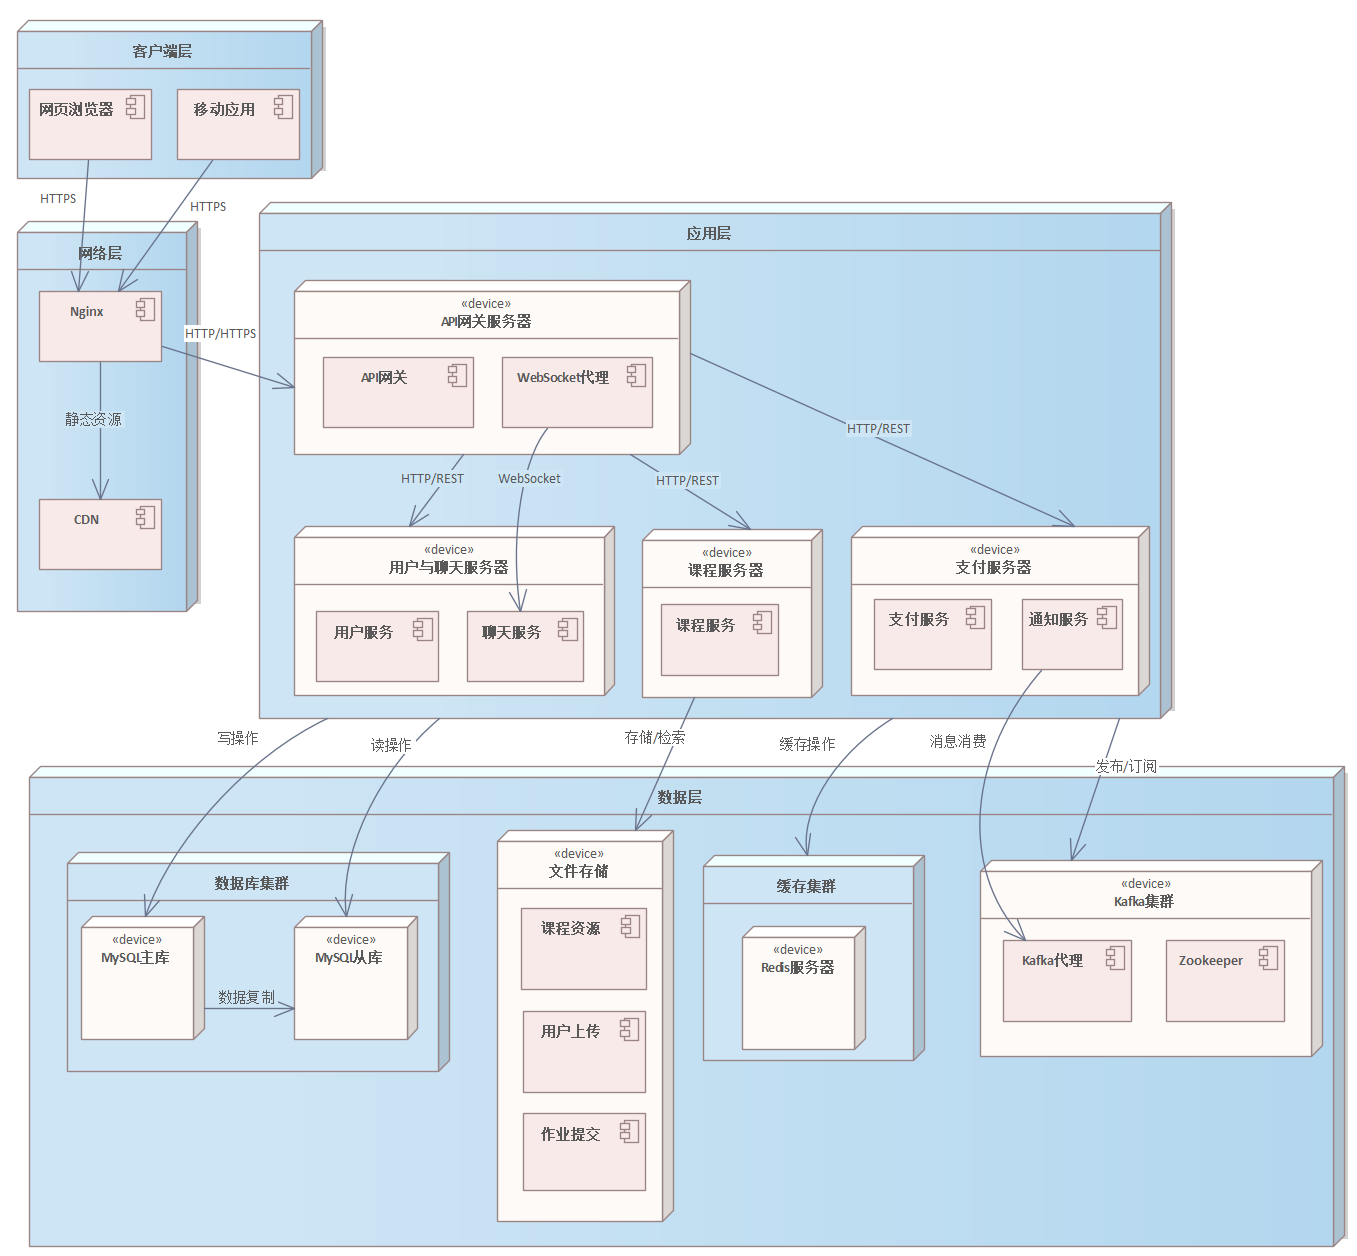 客户端层
网页浏览器
移动应用
HTTPS
HTTPS
网络层
Nginx
HTTP/HTTPS
静态资源
CDN
应用层
«device»
API网关服务器
API网关
WebSocket代理
HTTP/REST
WebSocket
HTTP/REST
HTTP/REST
«device»
用户与聊天服务器
用户服务
聊天服务
«device»
课程服务器
课程服务
«device»
支付服务器
支付服务
通知服务
写操作
读操作
存储/检索
缓存操作
消息消费
发布/订阅
数据层
数据库集群
«device»
MySQL主库
数据复制
«device»
MySQL从库
«device»
文件存储
课程资源
用户上传
作业提交
缓存集群
«device»
Redis服务器
«device»
Kafka集群
Kafka代理
Zookeeper